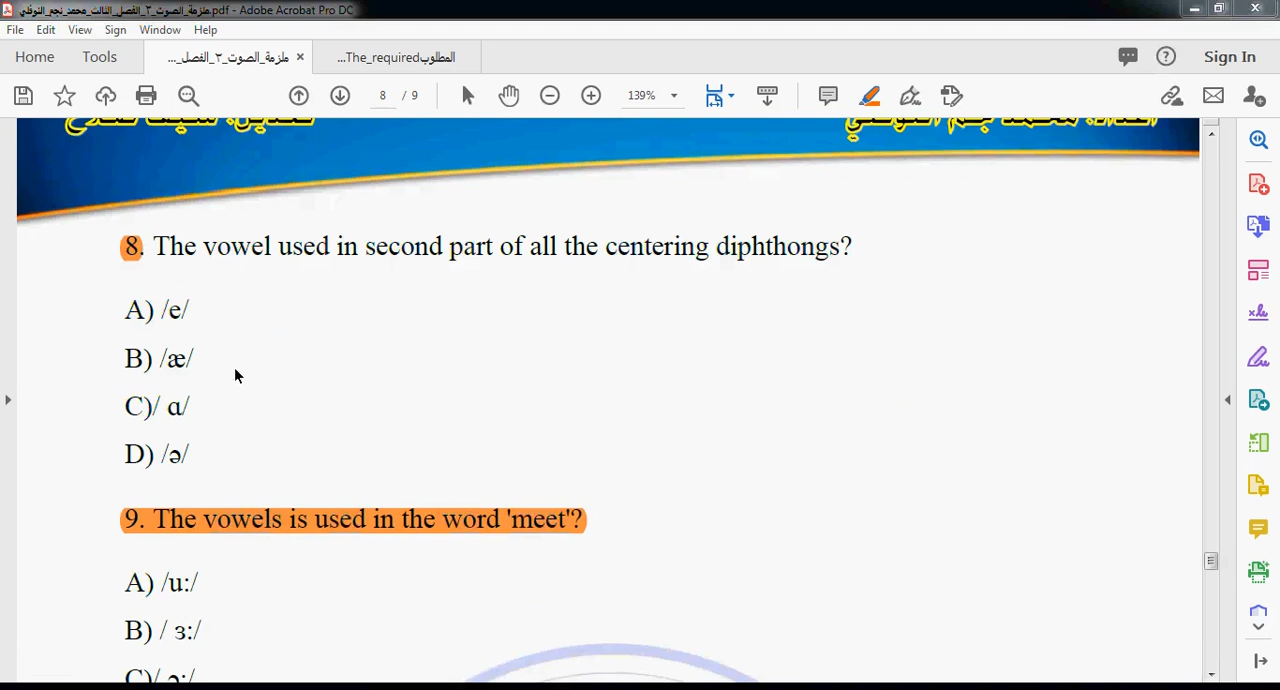 ملزمة_الصوت_٢_الفصل_الثالث_محمد_نجم_النوفلي.pdf - Adobe Acrobat Pro DC
File Edit View Sign Window Help
Home Tools ملزمة_الصوت_٢_الفصل_... × ...The_requiredالمطلوب Sign In
8 / 9 139%
8. The vowel used in second part of all the centering diphthongs?
A) /e/
B) /æ/
C)/ ɑ/
D) /ə/
9. The vowels is used in the word 'meet'?
A) /u:/
B) / ɜ:/